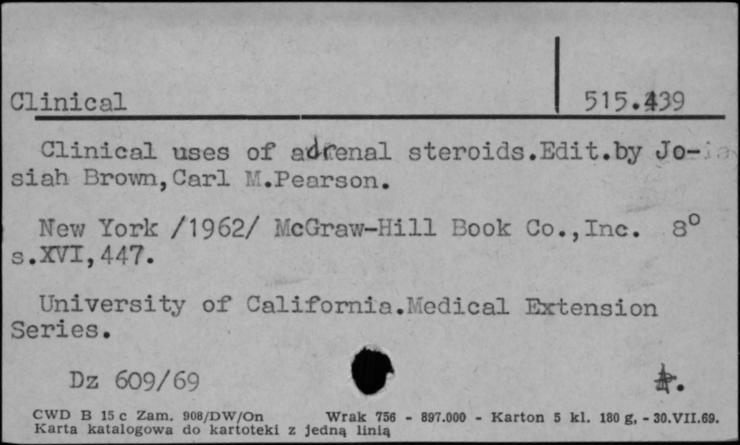 Clinical 515.439
Clinical uses of adrenal steroids.Edit.by Jo-
siah Brown,Carl M.Pearson.
New York /1962/ McGraw-Hill Book Co.,Inc. 8°
s.XVI,447.
University of California.Medical Extension
Series.
Dz 609/69
CWD B 15 c Zam. 908/DW/On Wrak 756 - 897.000 - Karton 5 kl. 180 g, - 30.VII.69.
Karta katalogowa do kartoteki z jedną linią